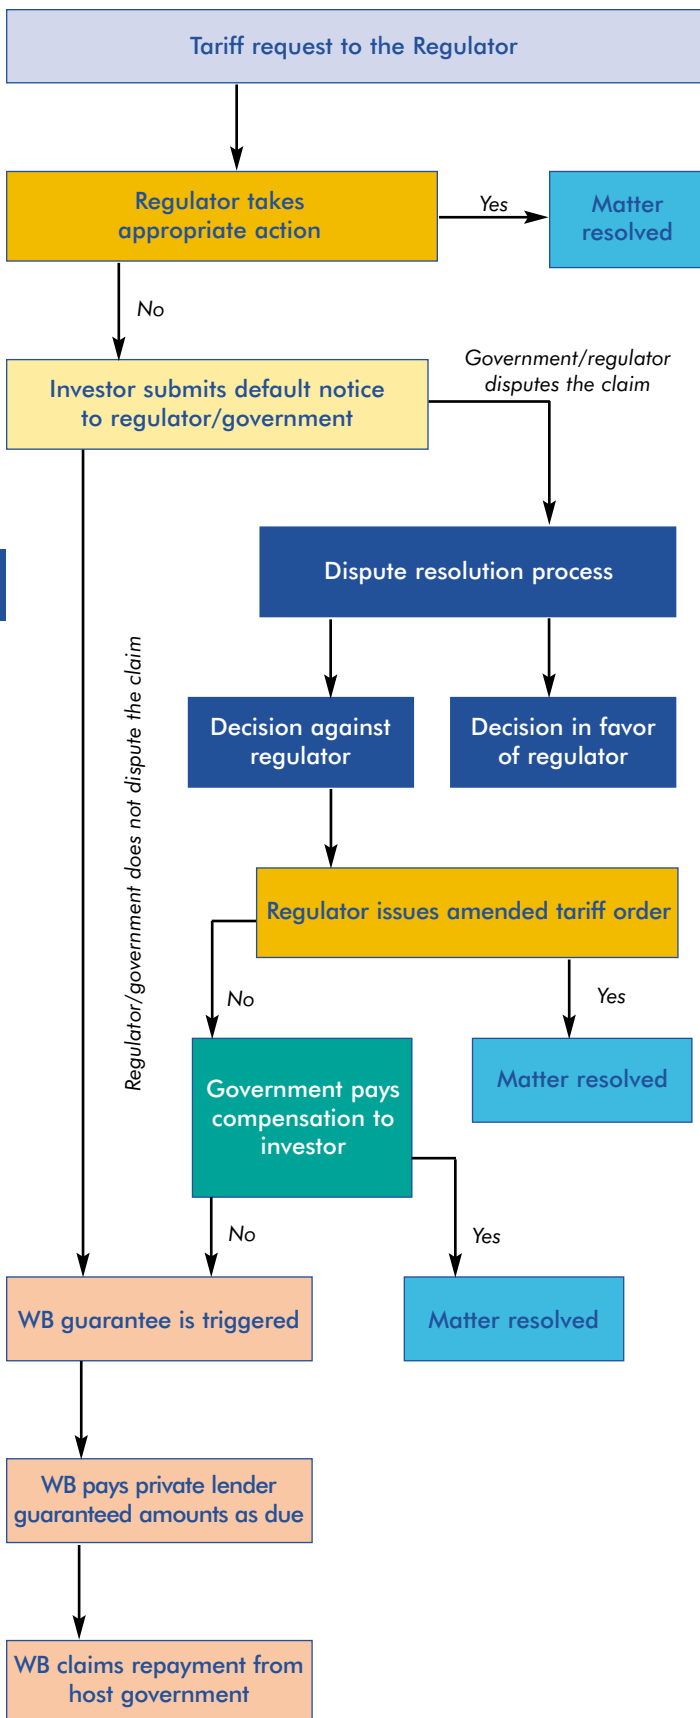 Tariff request to the Regulator
Regulator takes
appropriate action
Yes
Matter
resolved
No
Government/regulator
disputes the claim
Investor submits default notice
to regulator/government
Dispute resolution process
Regulator/government does not dispute the claim
Decision against
regulator
Decision in favor
of regulator
Regulator issues amended tariff order
No
Yes
Government pays
compensation to
investor
Matter resolved
No
Yes
WB guarantee is triggered
Matter resolved
WB pays private lender
guaranteed amounts as due
WB claims repayment from
host government